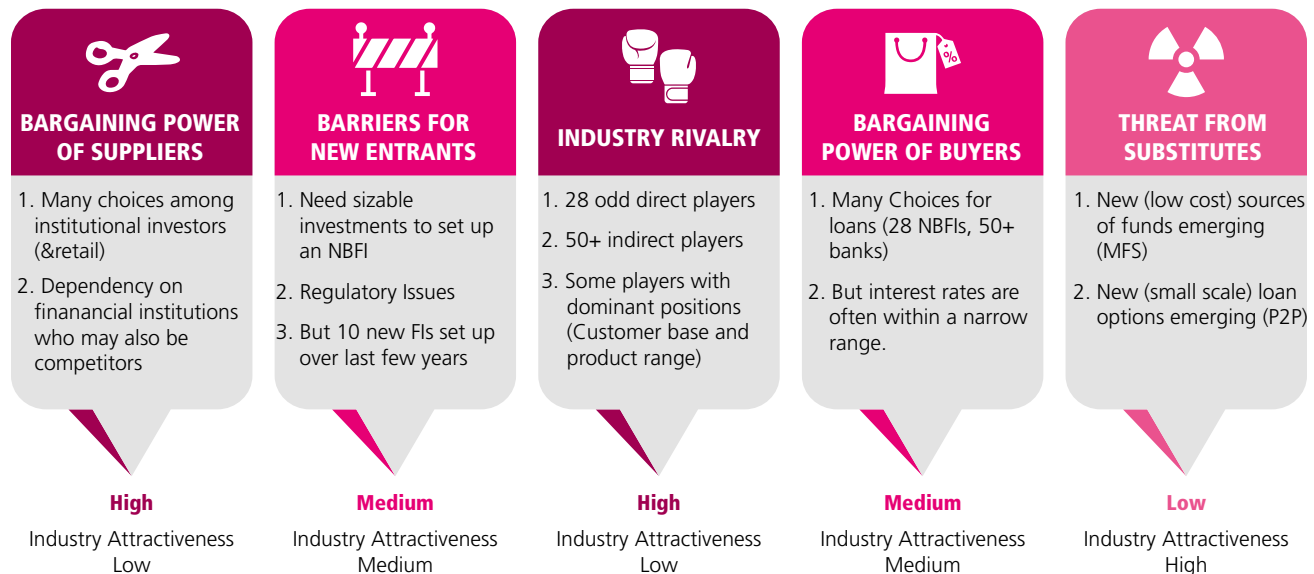 BARGAINING POWER
OF SUPPLIERS
1. Many choices among
institutional investors
(&retail)
2. Dependency on
finanancial institutions
who may also be
competitors
High
Industry Attractiveness
Low
BARRIERS FOR
NEW ENTRANTS
1. Need sizable
investments to set up
an NBFI
2. Regulatory Issues
3. But 10 new FIs set up
over last few years
Medium
Industry Attractiveness
Medium
INDUSTRY RIVALRY
1. 28 odd direct players
2. 50+ indirect players
3. Some players with
dominant positions
(Customer base and
product range)
High
Industry Attractiveness
Low
%
BARGAINING
POWER OF BUYERS
1. Many Choices for
loans (28 NBFIs, 50+
banks)
2. But interest rates are
often within a narrow
range.
Medium
Industry Attractiveness
Medium
THREAT FROM
SUBSTITUTES
1. New (low cost) sources
of funds emerging
(MFS)
2. New (small scale) loan
options emerging (P2P)
Low
Industry Attractiveness
High